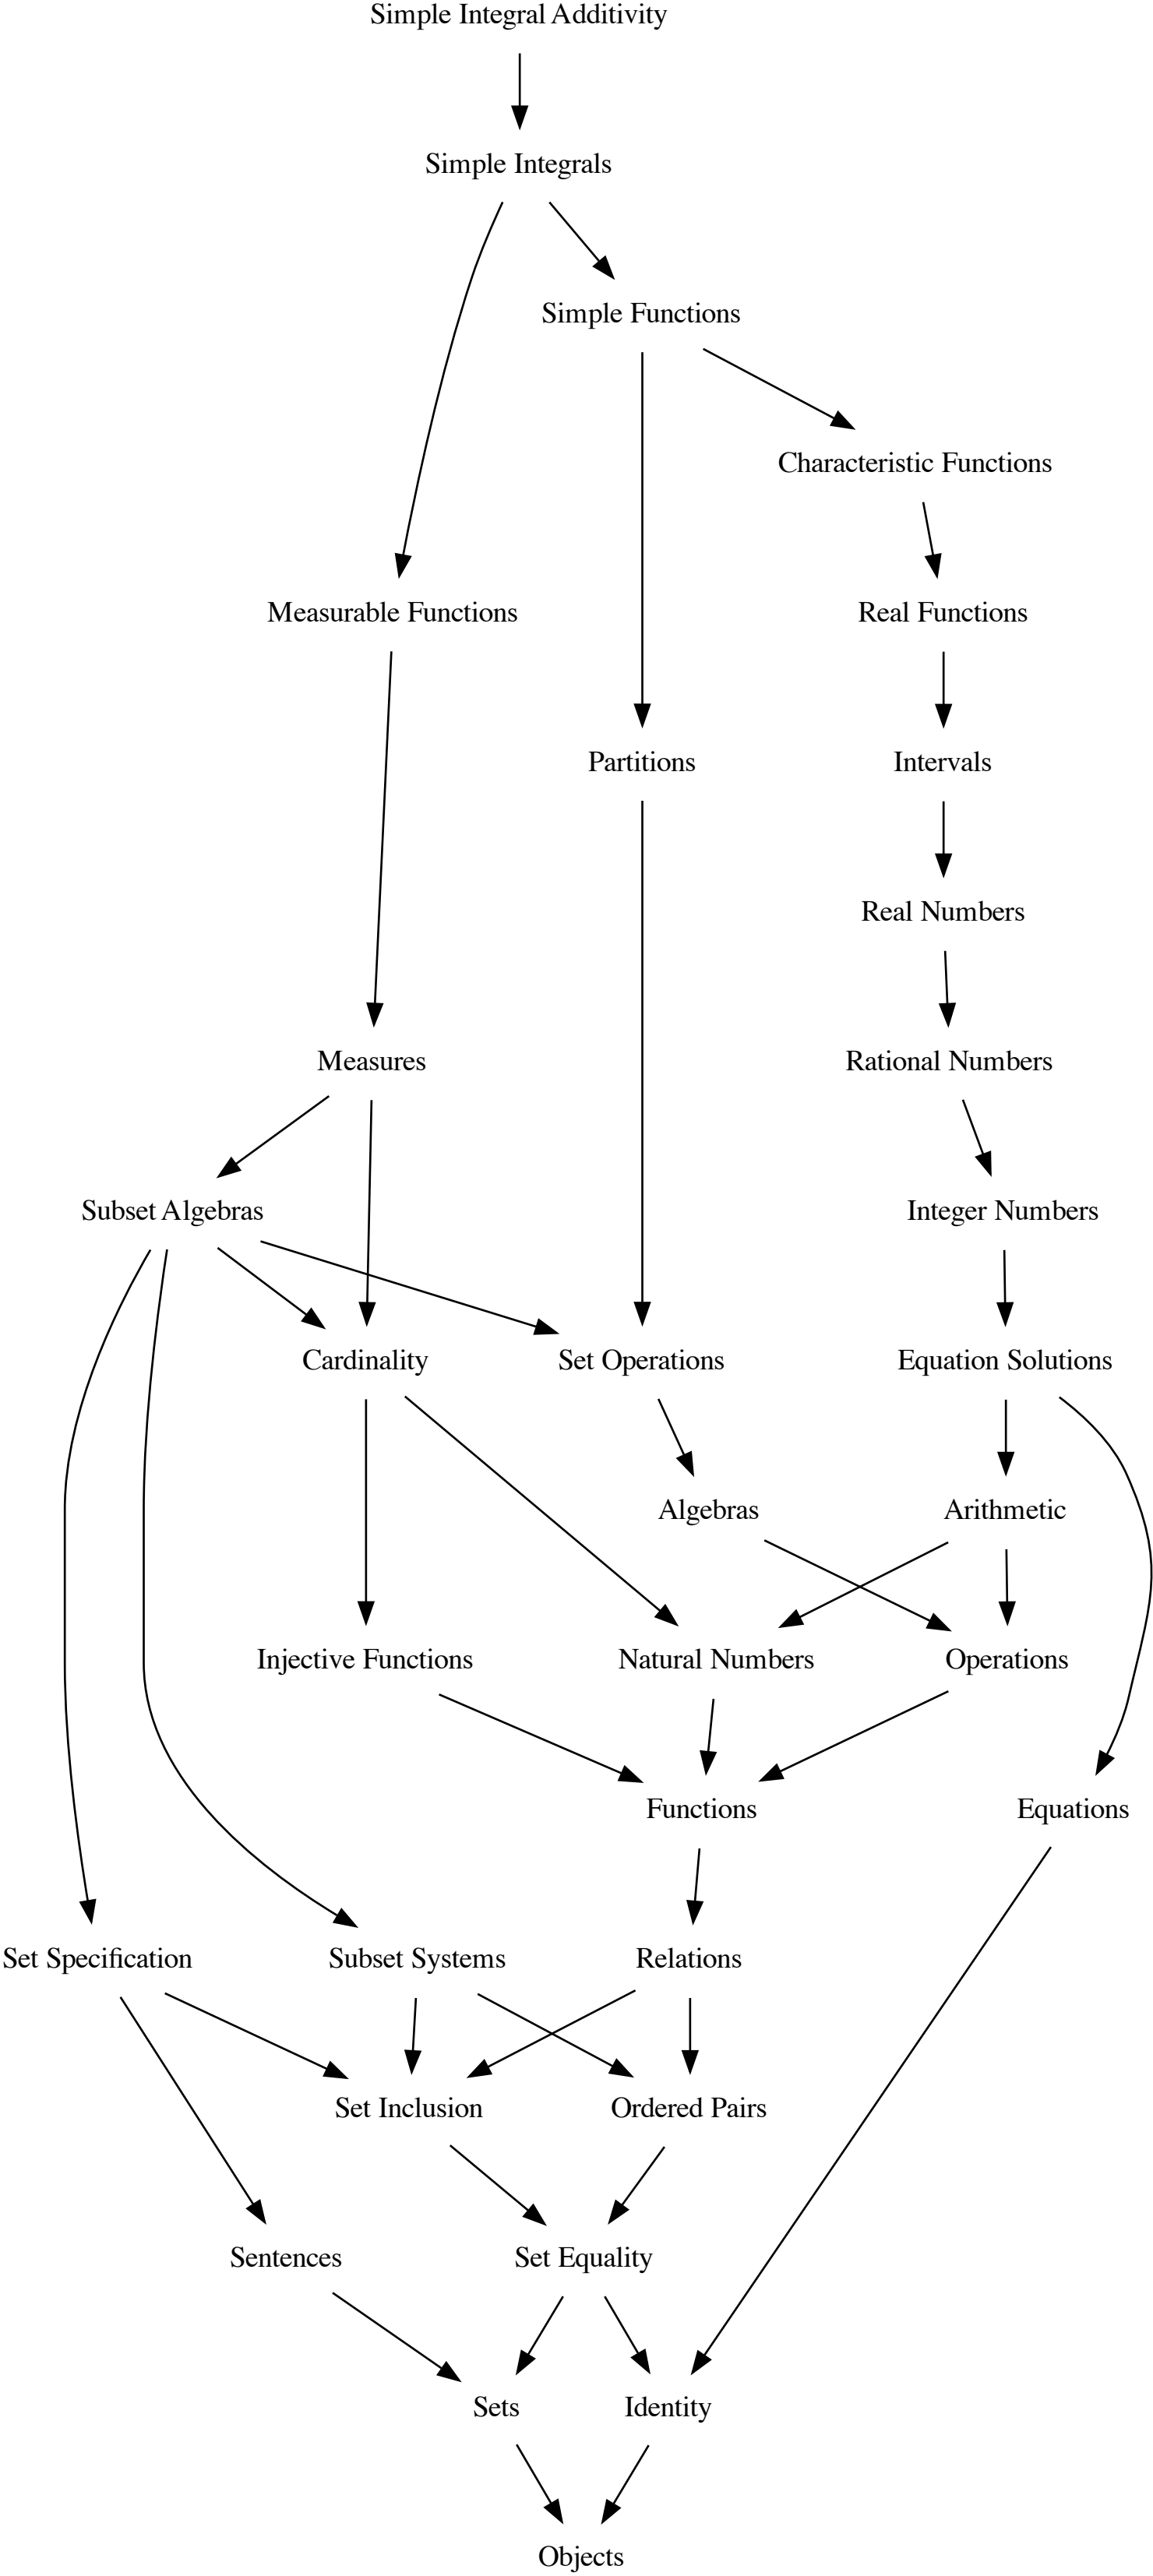 Simple Integral Additivity
Simple Integrals
Simple Functions
Characteristic Functions
Measurable Functions
Real Functions
Partitions
Intervals
Real Numbers
Measures
Rational Numbers
Subset Algebras
Integer Numbers
Cardinality
Set Operations
Equation Solutions
Algebras
Arithmetic
Injective Functions
Natural Numbers
Operations
Functions
Equations
Set Specification
Subset Systems
Relations
Set Inclusion
Ordered Pairs
Sentences
Set Equality
Sets
Identity
Objects